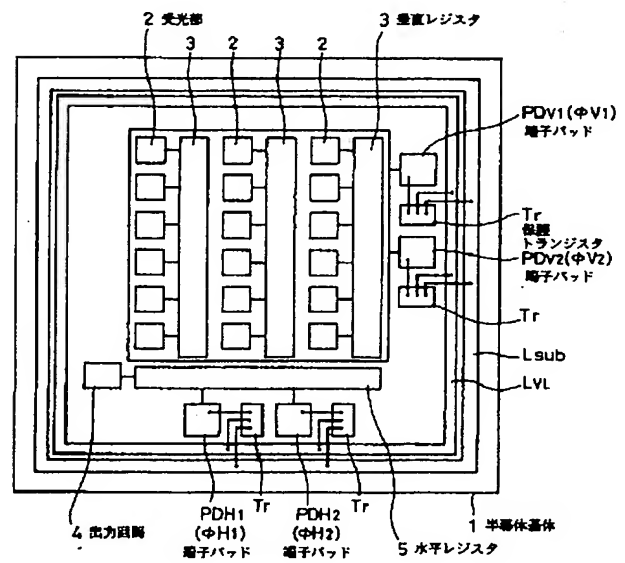 2 受光部
3
2
3
2
3 垂直レジスタ
PDV1(ΦV1)
端子パッド
Tr
保護
トランジスタ
PDV2(ΦV2)
端子パッド
Tr
Lsub
LVL
4 出力回路
PDH1
(ΦH1)
端子パッド
Tr
PDH2
(ΦH2)
端子パッド
Tr
5 水平レジスタ
1 半導体基体